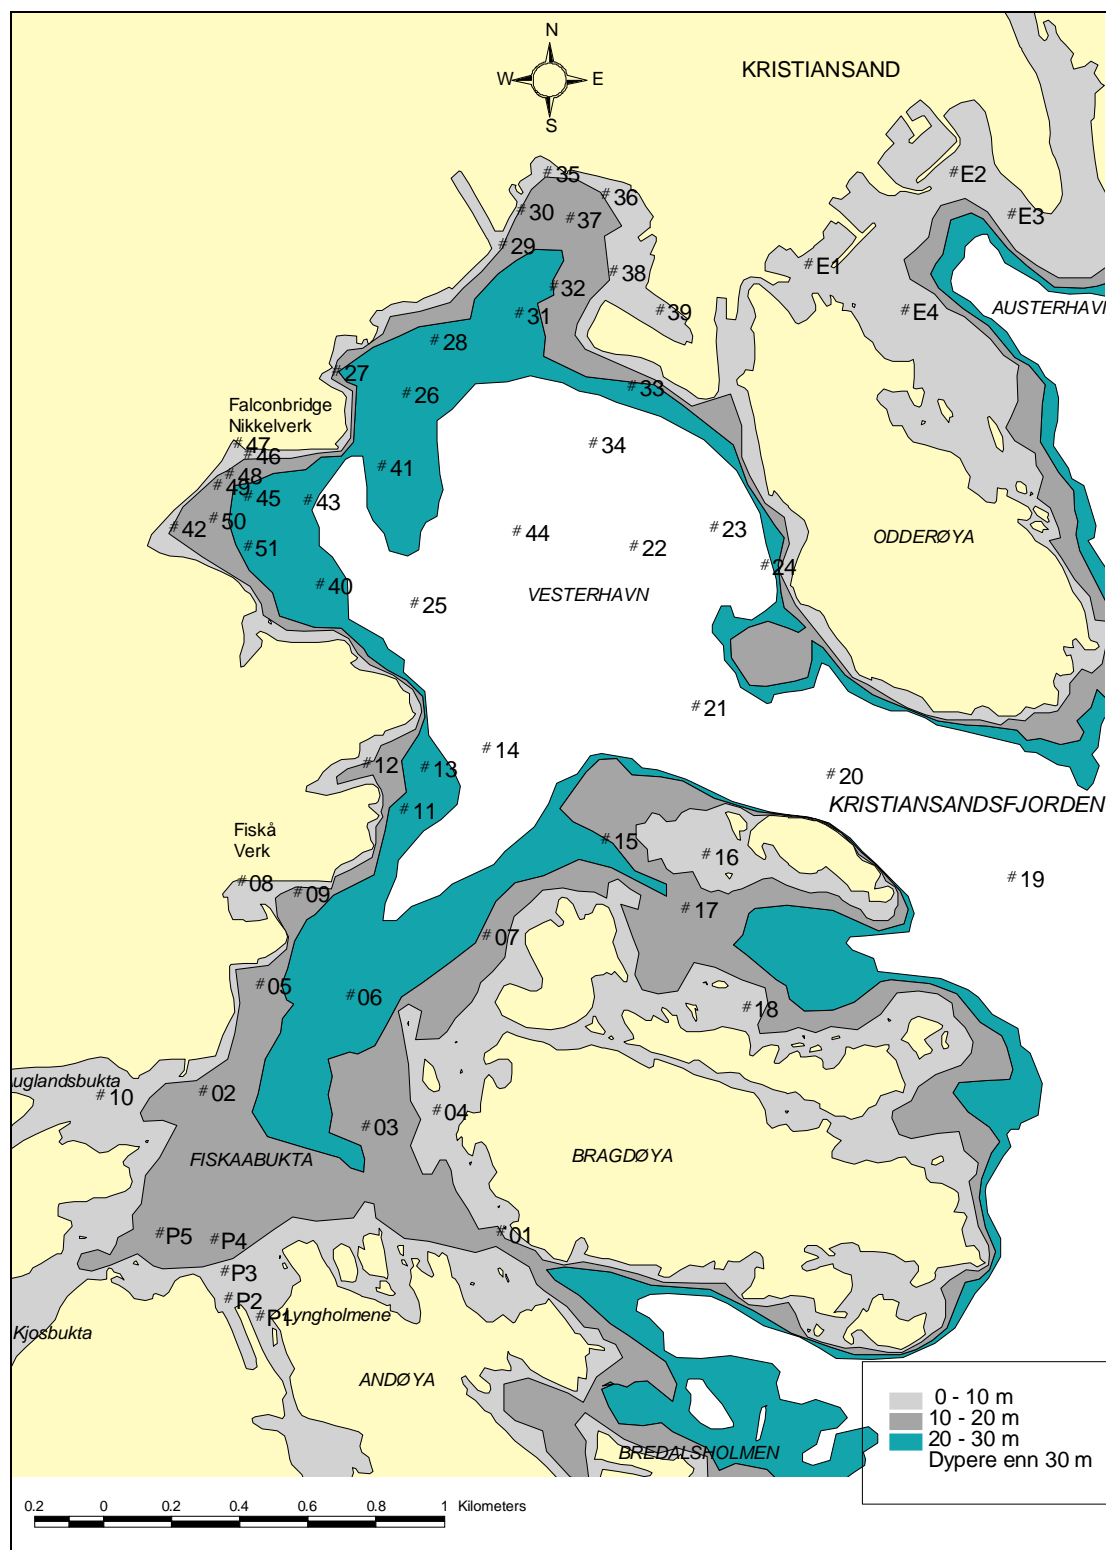 N
KRISTIANSAND
W E
S
#35
#E2
#36
#30
#37
#E3
#29
#38
#E1
#32
AUSTERHAVN
#31
#39
#E4
#28
#27
#33
#26
Falconbridge
Nikkelverk
#47
#34
#46
#41
#48
#49
#45
#43
#50
#42
#44
#23
ODDERØYA
#51
#22
#24
#40
VESTERHAVN
#25
#21
#14
#12
#13
#20
KRISTIANSANDSFJORDEN
#11
Fiskå
Verk
#15
#16
#08
#19
#09
#17
#07
#05
#06
#18
uglandsbukta
#10
#02
#04
#03
FISKAABUKTA
BRAGDØYA
#P5
#P4
#01
#P3
#P2
#P1
Lyngholmene
Kjosbukta
ANDØYA
0 - 10 m
10 - 20 m
20 - 30 m
Dypere enn 30 m
BREDALSHOLMEN
0.2 0 0.2 0.4 0.6 0.8 1 Kilometers